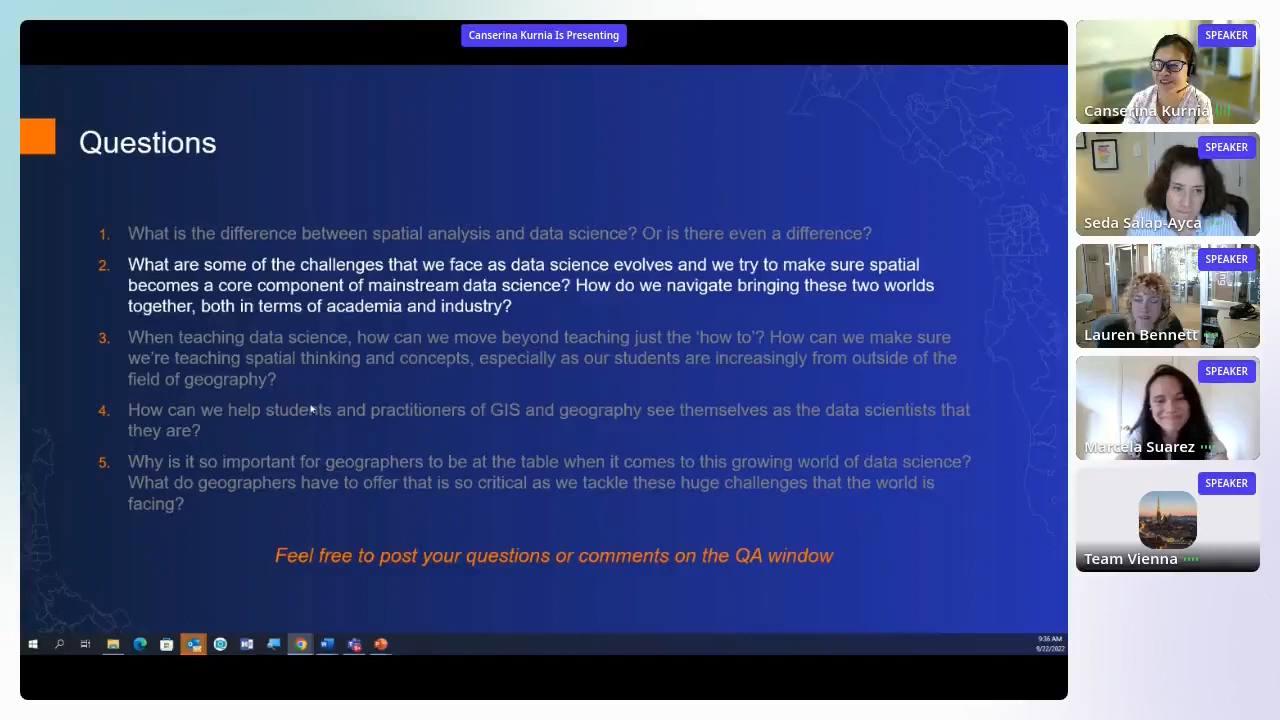 Canserina Kurnia Is Presenting
Questions
1. What is the difference between spatial analysis and data science? Or is there even a difference?
2. What are some of the challenges that we face as data science evolves and we try to make sure spatial
becomes a core component of mainstream data science? How do we navigate bringing these two worlds
together, both in terms of academia and industry?
3. When teaching data science, how can we move beyond teaching just the 'how to'? How can we make sure
we're teaching spatial thinking and concepts, especially as our students are increasingly from outside of the
field of geography?
4. How can we help students and practitioners of GIS and geography see themselves as the data scientists that
they are?
5. Why is it so important for geographers to be at the table when it comes to this growing world of data science?
What do geographers have to offer that is so critical as we tackle these huge challenges that the world is
facing?
Feel free to post your questions or comments on the QA window
9:36 AM
6/22/2022
SPEAKER
Canserina Kurnia
SPEAKER
Seda Salap-Ayca
SPEAKER
Lauren Bennett
SPEAKER
Marcela Suarez
SPEAKER
Team Vienna